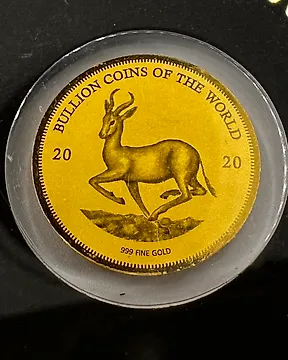 BULLION COINS OF THE WORLD
20 20
999 FINE GOLD